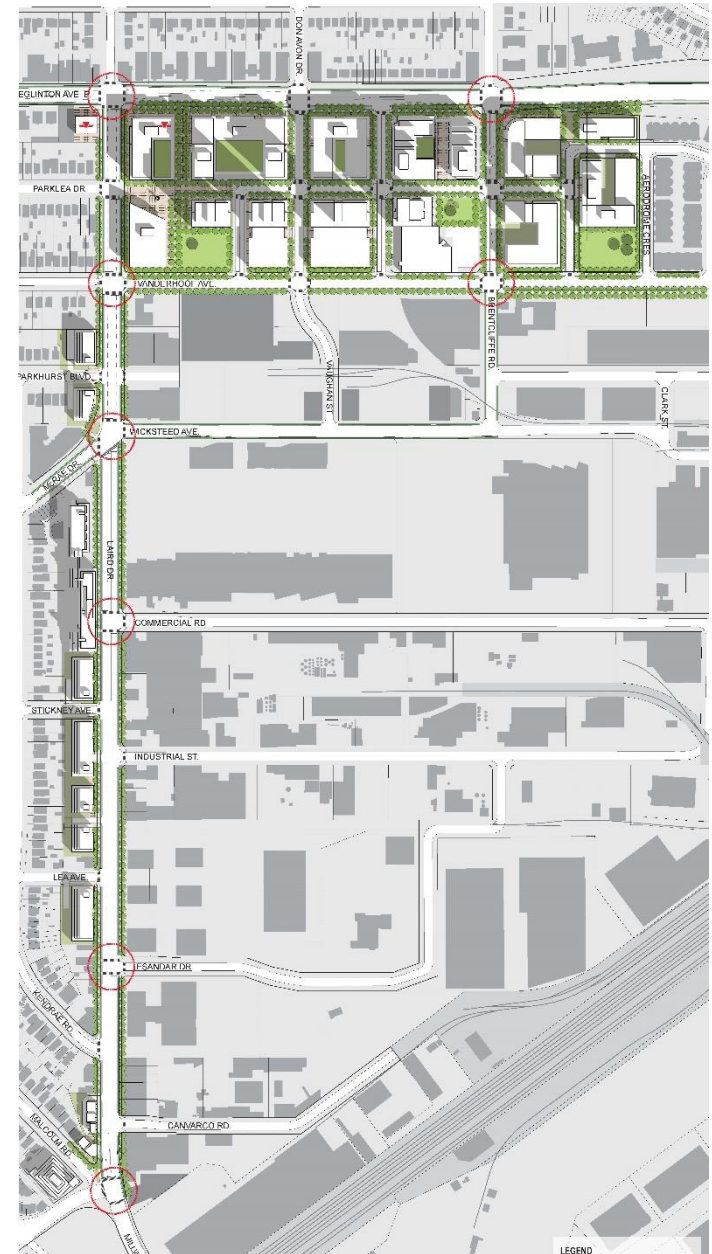 DON AVON DR.
EGLINTON AVE E
PARKLEA DR.
AERODROME CRES
VANDERHOOF AVE.
BRENTCLIFFE RD.
VAUGHAN ST
PARKHURST BLVD.
CLARK ST.
WICKSTEED AVE.
McRAE DR.
LAIRD DR.
COMMERCIAL RD
STICKNEY AVE.
INDUSTRIAL ST.
LEA AVE.
ESANDAR DR
KENDRAE RD.
CANVARCO RD.
MALCOLM RD.
LEGEND